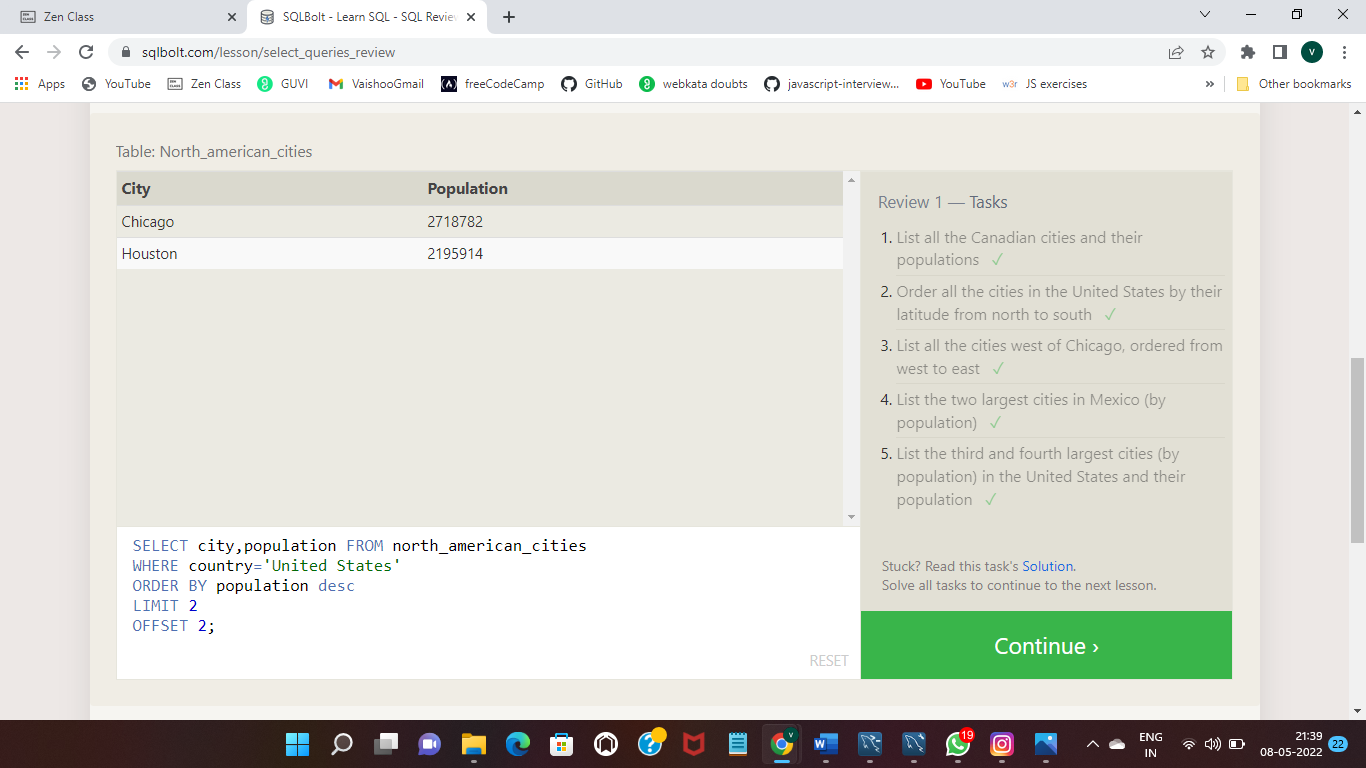 Zen Class
SQLBolt - Learn SQL - SQL Review
sqlbolt.com/lesson/select_queries_review
V
Apps YouTube Zen Class GUVI VaishooGmail freeCodeCamp GitHub webkata doubts javascript-interview... YouTube w3r JS exercises » Other bookmarks
Table: North_american_cities
City Population
Chicago 2718782
Houston 2195914
Review 1 — Tasks
1. List all the Canadian cities and their
populations ✓
2. Order all the cities in the United States by their
latitude from north to south ✓
3. List all the cities west of Chicago, ordered from
west to east ✓
4. List the two largest cities in Mexico (by
population) ✓
5. List the third and fourth largest cities (by
population) in the United States and their
population ✓
SELECT city,population FROM north_american_cities
WHERE country='United States'
ORDER BY population desc
LIMIT 2
OFFSET 2;
RESET
Stuck? Read this task's Solution.
Solve all tasks to continue to the next lesson.
Continue ›
V
19
ENG
IN
21:39
08-05-2022
22